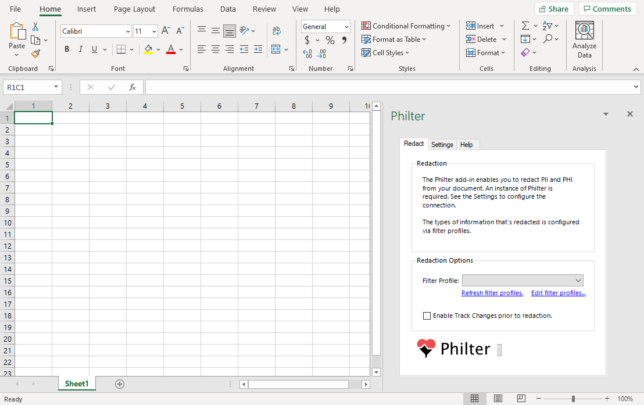 File Home Insert Page Layout Formulas Data Review View Help Share Comments
Paste Calibri 11 A A General Conditional Formatting Insert
B I U A $ % , Format as Table Delete Analyze
Cell Styles Format Data
Clipboard Font Alignment Number Styles Cells Editing Analysis
R1C1 fx
1 2 3 4 5 6 7 8 9 10
1
2
3
4
5
6
7
8
9
10
11
12
13
14
15
16
17
18
19
20
21
22
23
Philter
Redact Settings Help
Redaction
The Philter add-in enables you to redact PII and PHI
from your document. An instance of Philter is
required. See the Settings to configure the
connection.
The types of information that's redacted is configured
via filter profiles.
Redaction Options
Filter Profile:
Refresh filter profiles. Edit filter profiles...
Enable Track Changes prior to redaction.
Philter
Sheet1
Ready 100%